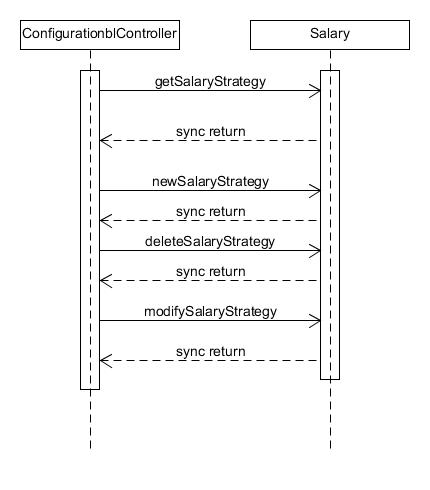 ConfigurationblController
Salary
getSalaryStrategy
sync return
newSalaryStrategy
sync return
deleteSalaryStrategy
sync return
modifySalaryStrategy
sync return